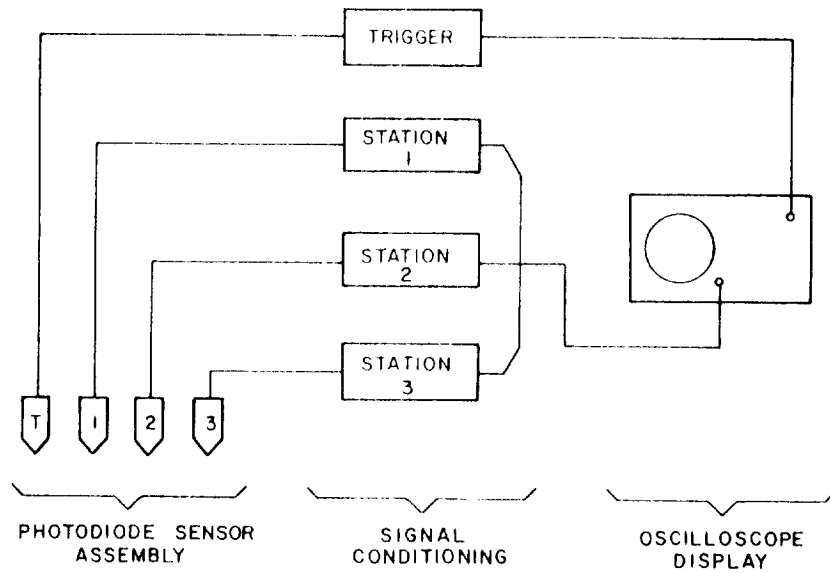 TRIGGER
STATION
1
STATION
2
STATION
3
T 1 2 3
PHOTODIODE SENSOR
ASSEMBLY
SIGNAL
CONDITIONING
OSCILLOSCOPE
DISPLAY